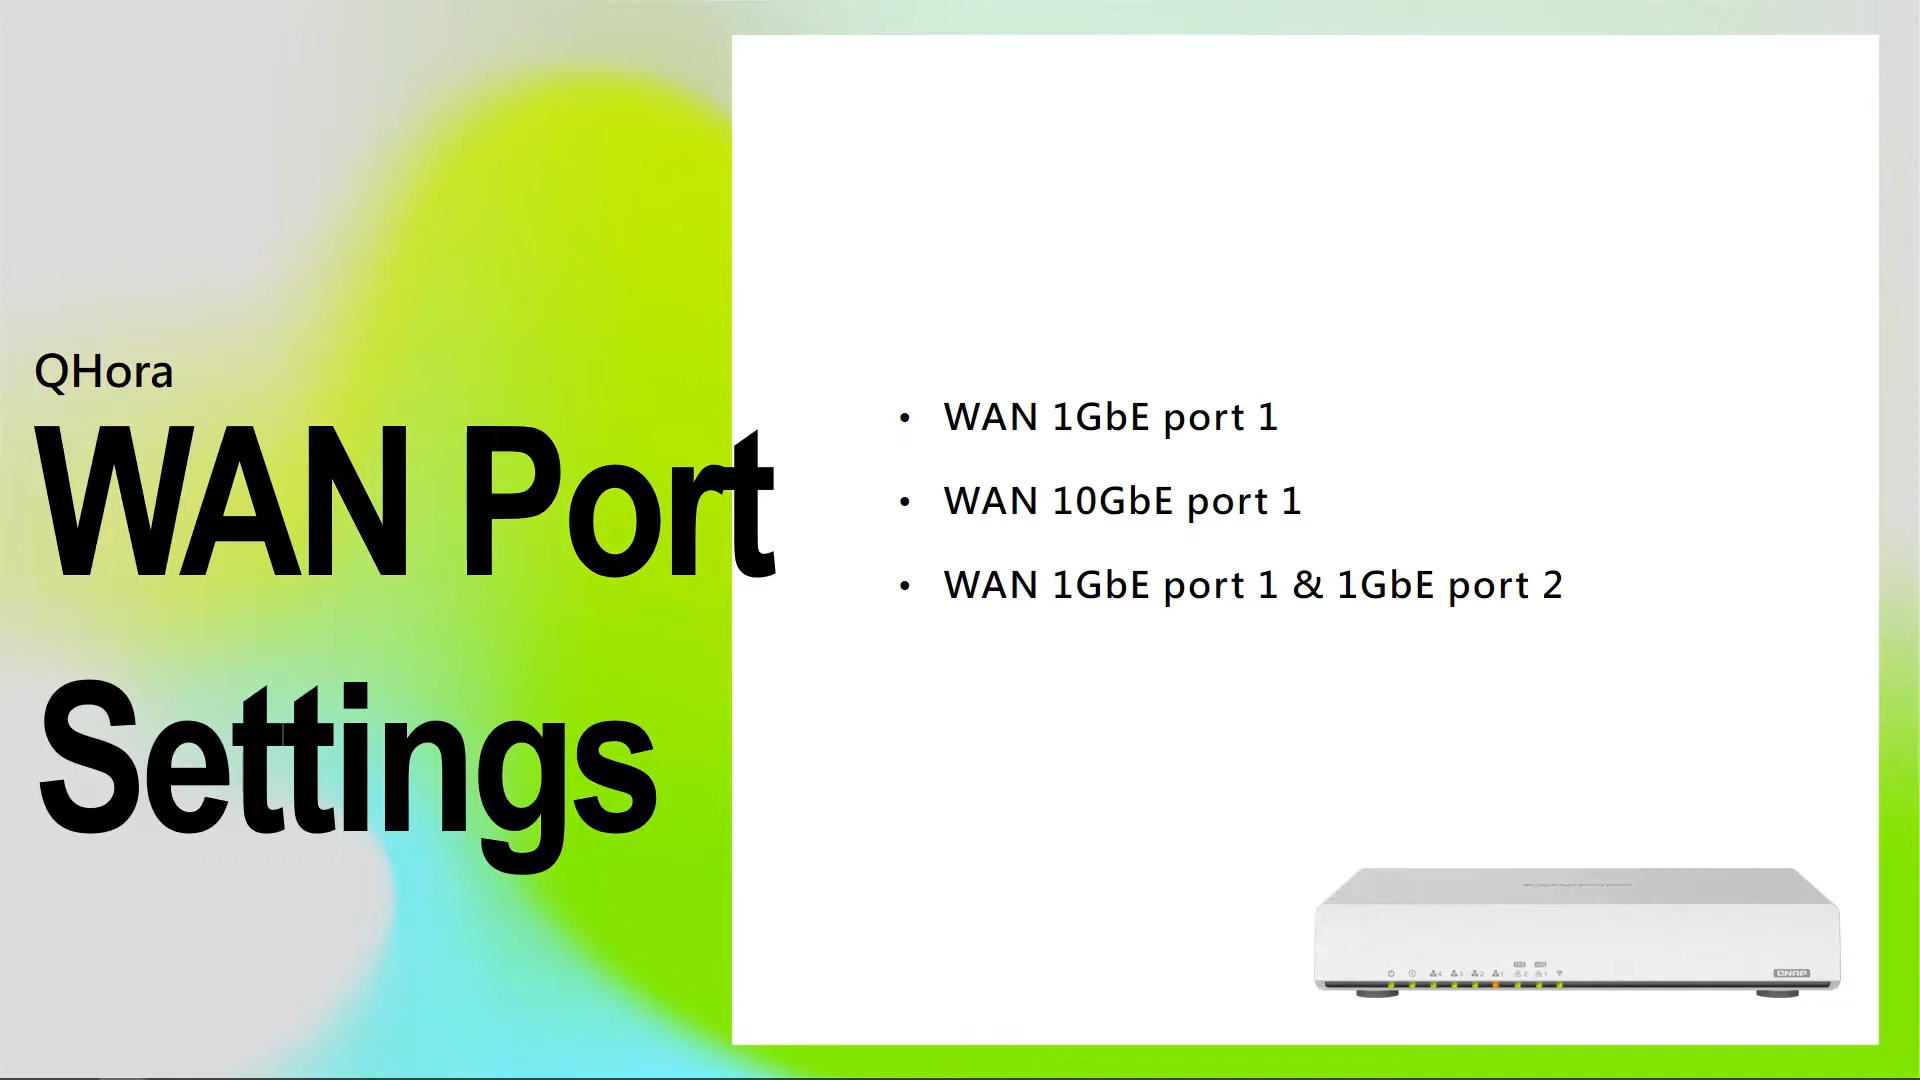 QHora
WAN Port
Settings
• WAN 1GbE port 1
• WAN 10GbE port 1
• WAN 1GbE port 1 & 1GbE port 2
QNAP